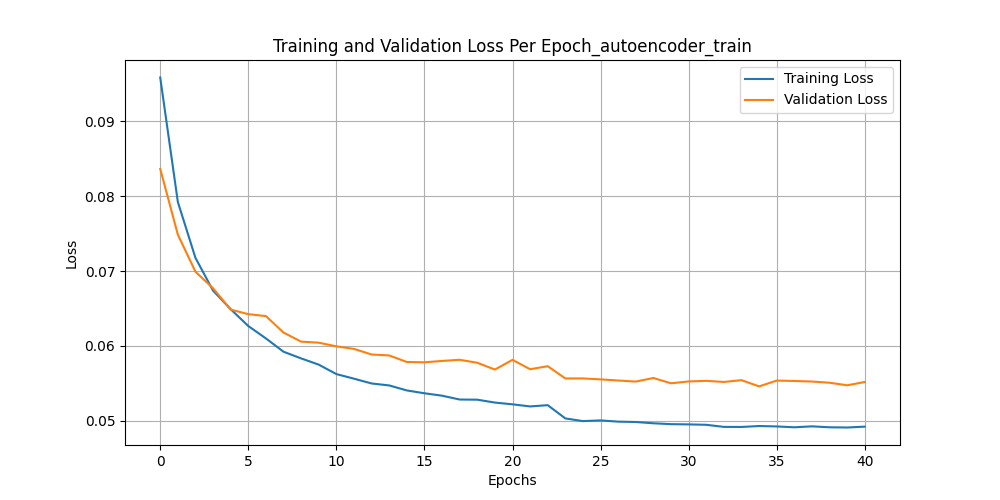 Training and Validation Loss Per Epoch_autoencoder_train
Training Loss
Validation Loss
0.09
0.08
0.07
0.06
0.05
Loss
0 5 10 15 20 25 30 35 40
Epochs